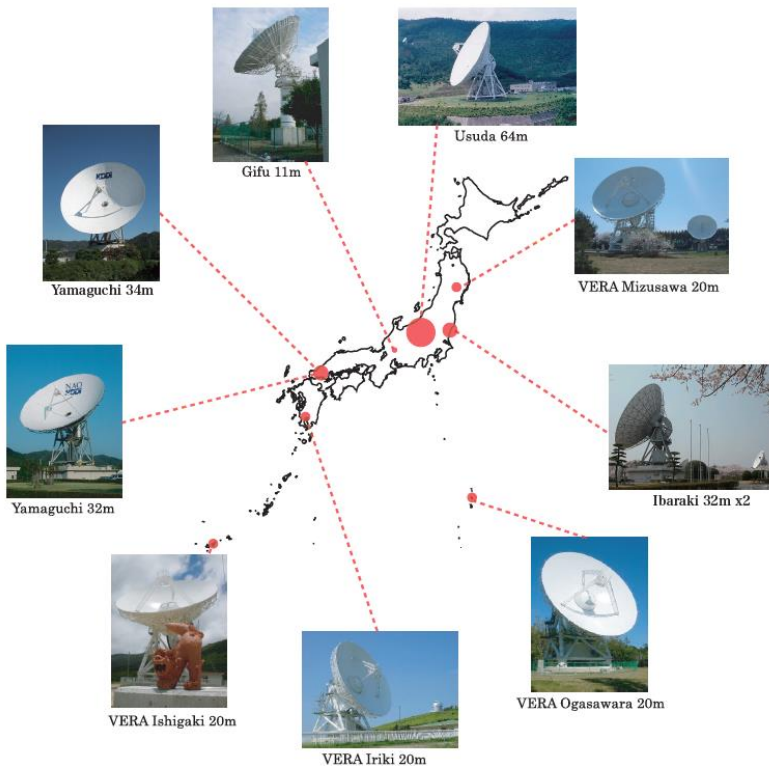 Gifu 11m
Usuda 64m
Yamaguchi 34m
VERA Mizusawa 20m
Yamaguchi 32m
Ibaraki 32m x2
VERA Ishigaki 20m
VERA Ogasawara 20m
VERA Iriki 20m